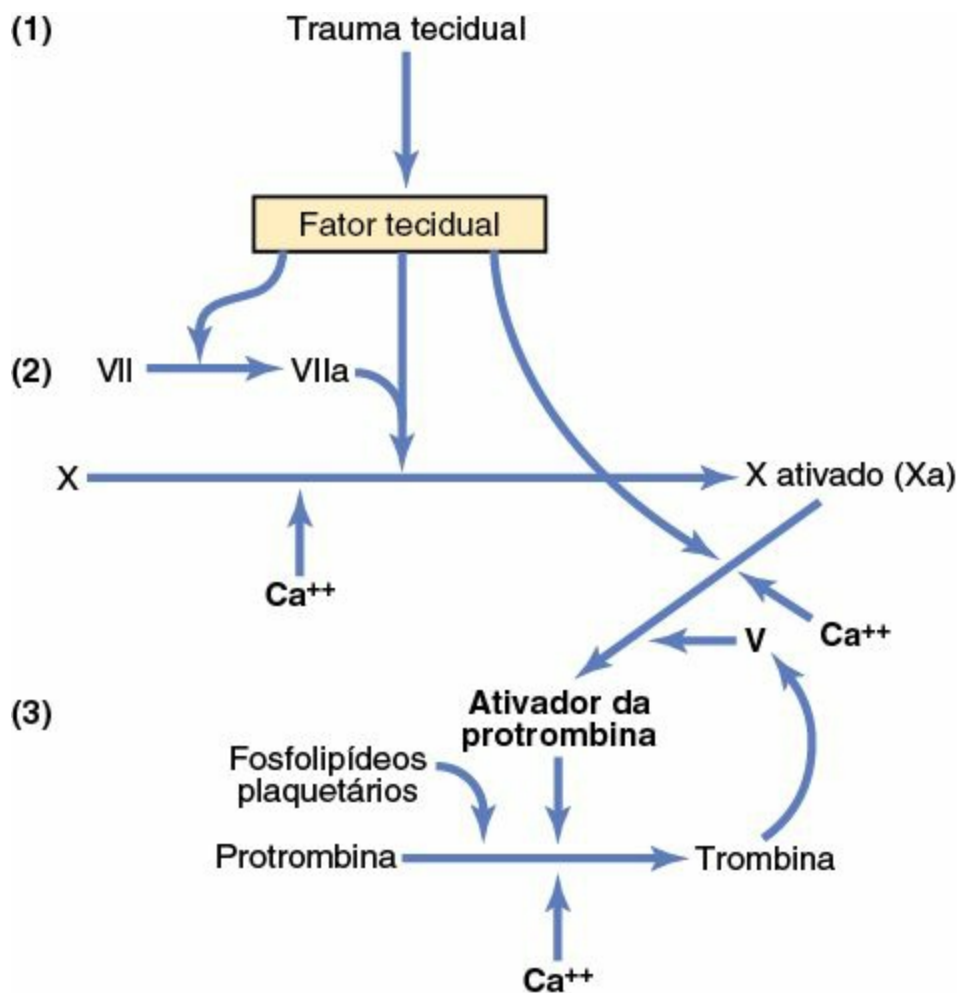 (1) Trauma tecidual
Fator tecidual
(2) VII VIIa
X X ativado (Xa)
Ca++
V Ca++
(3) Ativador da
protrombina
Fosfolipídeos
plaquetários
Protrombina Trombina
Ca++